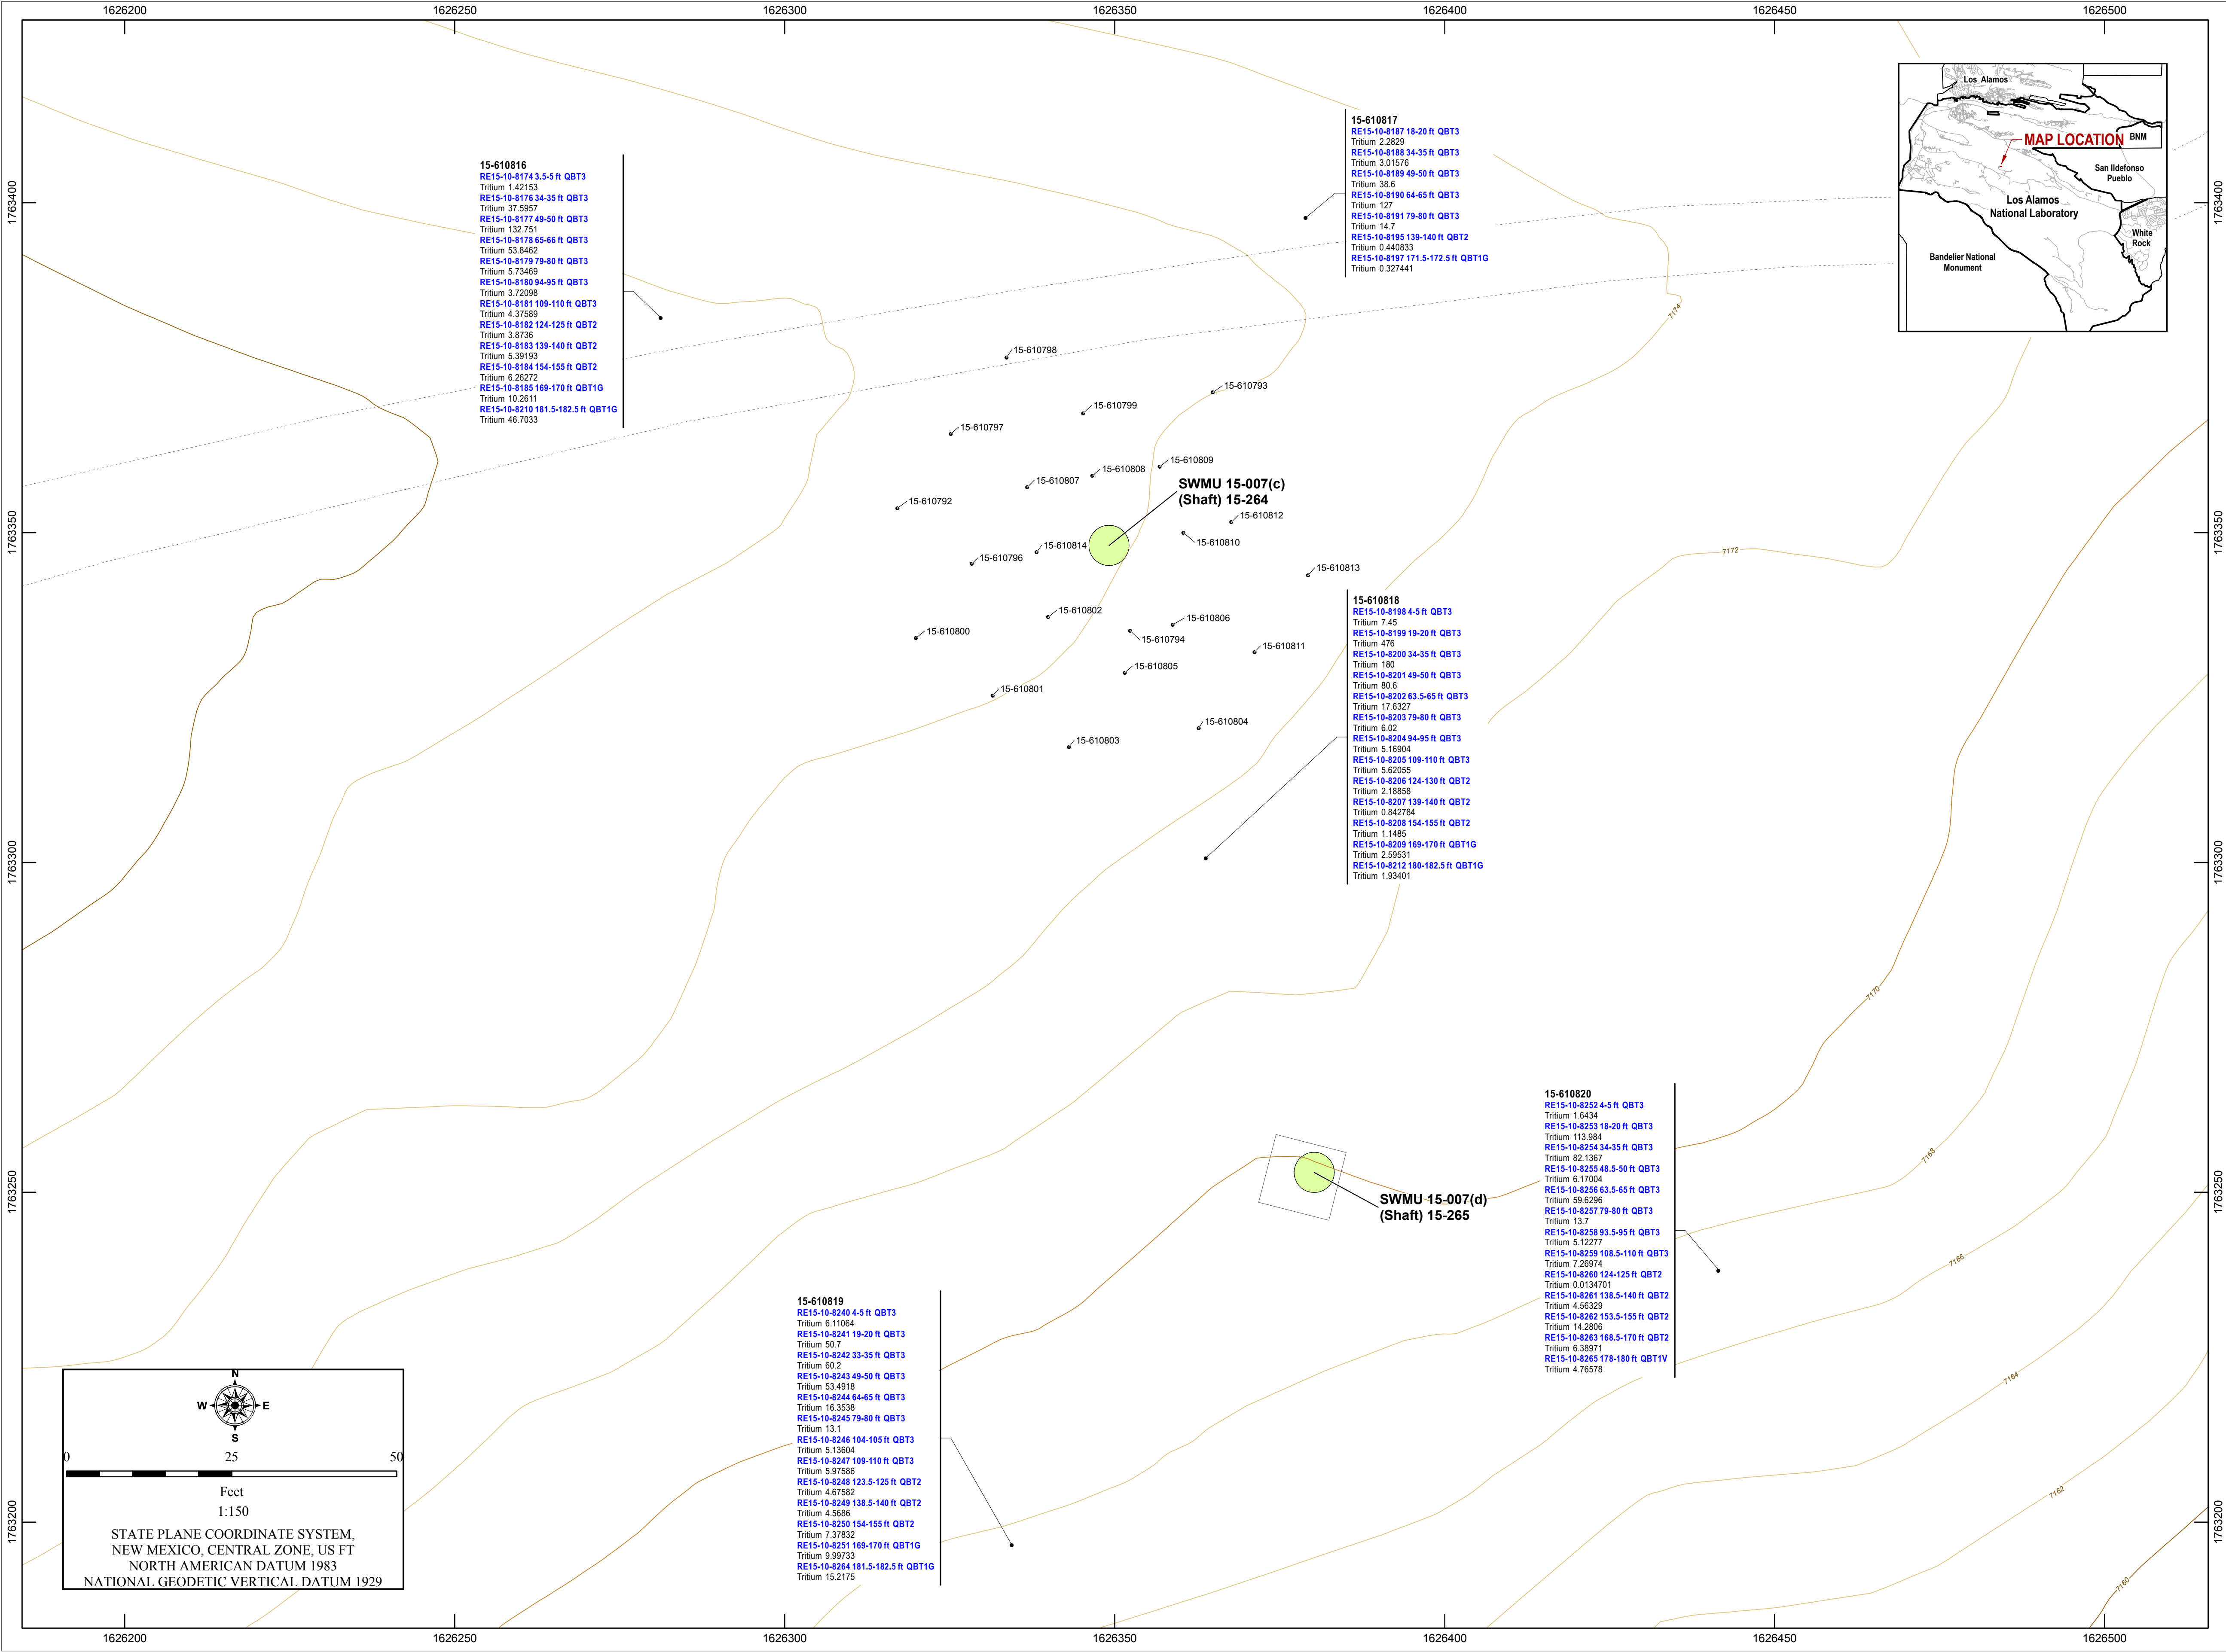 1626200
1626250
1626300
1626350
1626400
1626450
1626500
1763400
1763350
1763300
1763250
1763200
1763400
1763350
1763300
1763250
1763200
Los Alamos
MAP LOCATION
BNM
San Ildefonso
Pueblo
Los Alamos
National Laboratory
White
Rock
Bandelier National
Monument
15-610817
RE15-10-8187 18-20 ft QBT3
Tritium 2.2829
RE15-10-8188 34-35 ft QBT3
Tritium 3.01576
RE15-10-8189 49-50 ft QBT3
Tritium 38.6
RE15-10-8190 64-65 ft QBT3
Tritium 127
RE15-10-8191 79-80 ft QBT3
Tritium 14.7
RE15-10-8195 139-140 ft QBT2
Tritium 0.440833
RE15-10-8197 171.5-172.5 ft QBT1G
Tritium 0.327441
15-610816
RE15-10-8174 3.5-5 ft QBT3
Tritium 1.42153
RE15-10-8176 34-35 ft QBT3
Tritium 37.5957
RE15-10-8177 49-50 ft QBT3
Tritium 132.751
RE15-10-8178 65-66 ft QBT3
Tritium 53.8462
RE15-10-8179 79-80 ft QBT3
Tritium 5.73469
RE15-10-8180 94-95 ft QBT3
Tritium 3.72098
RE15-10-8181 109-110 ft QBT3
Tritium 4.37589
RE15-10-8182 124-125 ft QBT2
Tritium 3.8736
RE15-10-8183 139-140 ft QBT2
Tritium 5.39193
RE15-10-8184 154-155 ft QBT2
Tritium 6.26272
RE15-10-8185 169-170 ft QBT1G
Tritium 10.2611
RE15-10-8210 181.5-182.5 ft QBT1G
Tritium 46.7033
7174
15-610798
15-610793
15-610799
15-610797
15-610809
15-610808
15-610807
SWMU 15-007(c)
(Shaft) 15-264
15-610792
15-610812
15-610810
15-610814
15-610796
15-610813
7172
15-610802
15-610806
15-610800
15-610794
15-610811
15-610805
15-610801
15-610804
15-610803
15-610818
RE15-10-8198 4-5 ft QBT3
Tritium 7.45
RE15-10-8199 19-20 ft QBT3
Tritium 476
RE15-10-8200 34-35 ft QBT3
Tritium 180
RE15-10-8201 49-50 ft QBT3
Tritium 80.6
RE15-10-8202 63.5-65 ft QBT3
Tritium 17.6327
RE15-10-8203 79-80 ft QBT3
Tritium 6.02
RE15-10-8204 94-95 ft QBT3
Tritium 5.16904
RE15-10-8205 109-110 ft QBT3
Tritium 5.62055
RE15-10-8206 124-130 ft QBT2
Tritium 2.18858
RE15-10-8207 139-140 ft QBT2
Tritium 0.842784
RE15-10-8208 154-155 ft QBT2
Tritium 1.1485
RE15-10-8209 169-170 ft QBT1G
Tritium 2.59531
RE15-10-8212 180-182.5 ft QBT1G
Tritium 1.93401
7170
7168
7166
7164
7162
7160
SWMU 15-007(d)
(Shaft) 15-265
15-610820
RE15-10-8252 4-5 ft QBT3
Tritium 1.6434
RE15-10-8253 18-20 ft QBT3
Tritium 113.984
RE15-10-8254 34-35 ft QBT3
Tritium 82.1367
RE15-10-8255 48.5-50 ft QBT3
Tritium 6.17004
RE15-10-8256 63.5-65 ft QBT3
Tritium 59.6296
RE15-10-8257 79-80 ft QBT3
Tritium 13.7
RE15-10-8258 93.5-95 ft QBT3
Tritium 5.12277
RE15-10-8259 108.5-110 ft QBT3
Tritium 7.26974
RE15-10-8260 124-125 ft QBT2
Tritium 0.0134701
RE15-10-8261 138.5-140 ft QBT2
Tritium 4.56329
RE15-10-8262 153.5-155 ft QBT2
Tritium 14.2806
RE15-10-8263 168.5-170 ft QBT2
Tritium 6.38971
RE15-10-8265 178-180 ft QBT1V
Tritium 4.76578
15-610819
RE15-10-8240 4-5 ft QBT3
Tritium 6.11064
RE15-10-8241 19-20 ft QBT3
Tritium 50.7
RE15-10-8242 33-35 ft QBT3
Tritium 60.2
RE15-10-8243 49-50 ft QBT3
Tritium 53.4918
RE15-10-8244 64-65 ft QBT3
Tritium 16.3538
RE15-10-8245 79-80 ft QBT3
Tritium 13.1
RE15-10-8246 104-105 ft QBT3
Tritium 5.13604
RE15-10-8247 109-110 ft QBT3
Tritium 5.97586
RE15-10-8248 123.5-125 ft QBT2
Tritium 4.67582
RE15-10-8249 138.5-140 ft QBT2
Tritium 4.5686
RE15-10-8250 154-155 ft QBT2
Tritium 7.37832
RE15-10-8251 169-170 ft QBT1G
Tritium 9.99733
RE15-10-8264 181.5-182.5 ft QBT1G
Tritium 15.2175
N
W E
S
0 25 50
Feet
1:150
STATE PLANE COORDINATE SYSTEM,
NEW MEXICO, CENTRAL ZONE, US FT
NORTH AMERICAN DATUM 1983
NATIONAL GEODETIC VERTICAL DATUM 1929
1626200
1626250
1626300
1626350
1626400
1626450
1626500